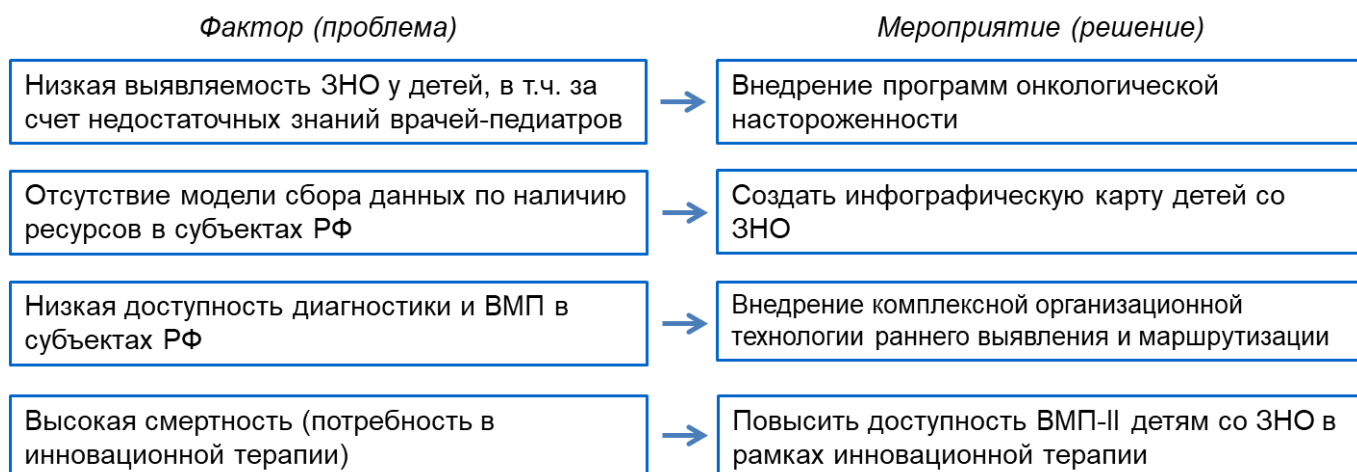 Фактор (проблема)
Мероприятие (решение)
Низкая выявляемость ЗНО у детей, в т.ч. за
счет недостаточных знаний врачей-педиатров
Внедрение программ онкологической
настороженности
Отсутствие модели сбора данных по наличию
ресурсов в субъектах РФ
Создать инфографическую карту детей со
ЗНО
Низкая доступность диагностики и ВМП в
субъектах РФ
Внедрение комплексной организационной
технологии раннего выявления и маршрутизации
Высокая смертность (потребность в
инновационной терапии)
Повысить доступность ВМП-II детям со ЗНО в
рамках инновационной терапии